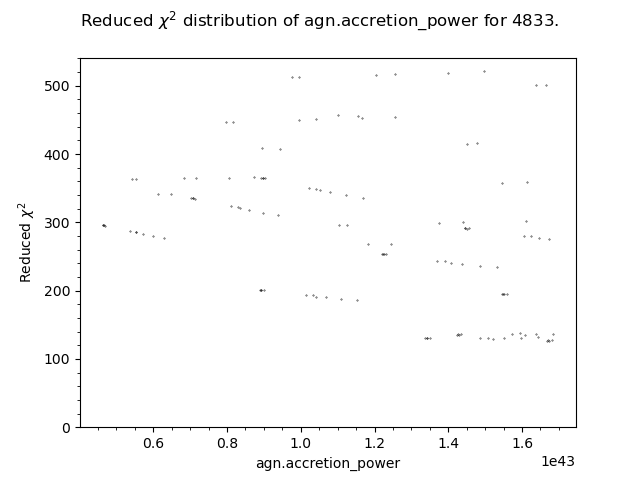 Reduced χ² distribution of agn.accretion_power for 4833.
Reduced χ²
500
400
300
200
100
0
0.6 0.8 1.0 1.2 1.4 1.6
1e43
agn.accretion_power